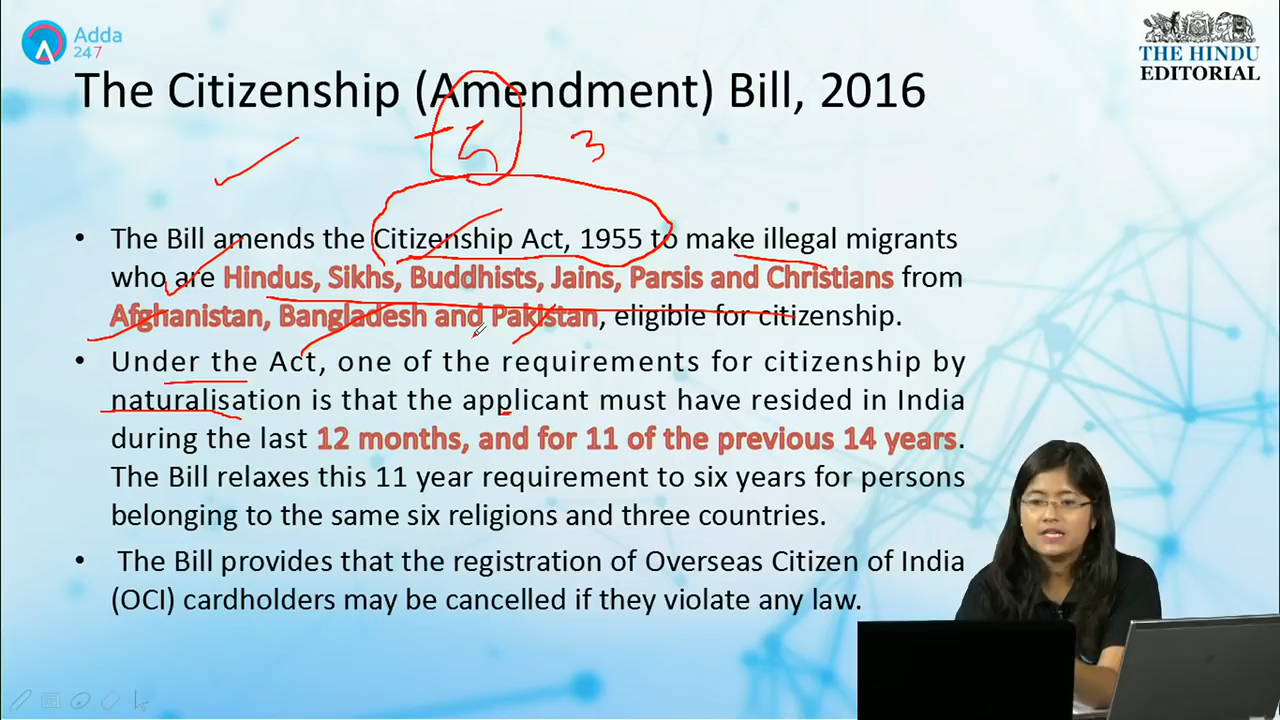 Adda
247
THE HINDU
EDITORIAL
The Citizenship (Amendment) Bill, 2016
5 3
• The Bill amends the Citizenship Act, 1955 to make illegal migrants
who are Hindus, Sikhs, Buddhists, Jains, Parsis and Christians from
Afghanistan, Bangladesh and Pakistan, eligible for citizenship.
• Under the Act, one of the requirements for citizenship by
naturalisation is that the applicant must have resided in India
during the last 12 months, and for 11 of the previous 14 years.
The Bill relaxes this 11 year requirement to six years for persons
belonging to the same six religions and three countries.
• The Bill provides that the registration of Overseas Citizen of India
(OCI) cardholders may be cancelled if they violate any law.